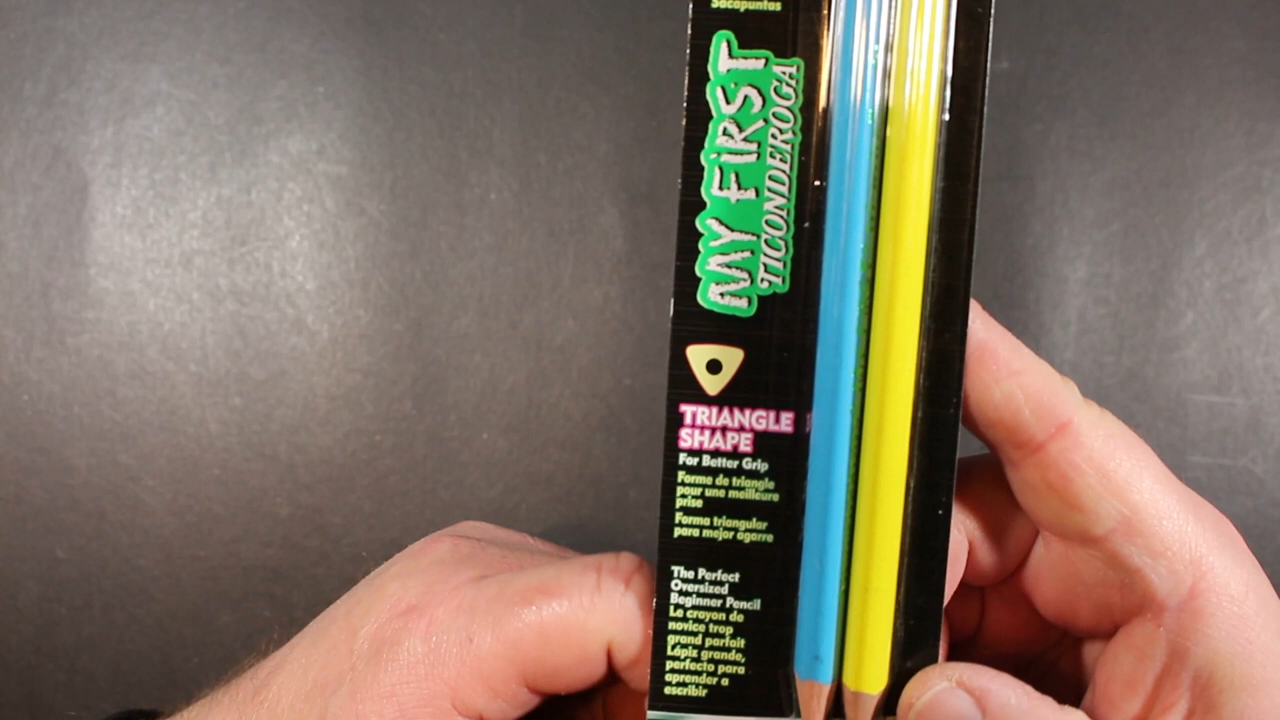 Sacapuntas
MY FiRST
TICONDEROGA
TRIANGLE
SHAPE
For Better Grip
Forme de triangle
pour une meilleure
prise
Forma triangular
para mejor agarre
The Perfect
Oversized
Beginner Pencil
Le crayon de
novice trop
grand parfait
Lápiz grande,
perfecto para
aprender a
escribir